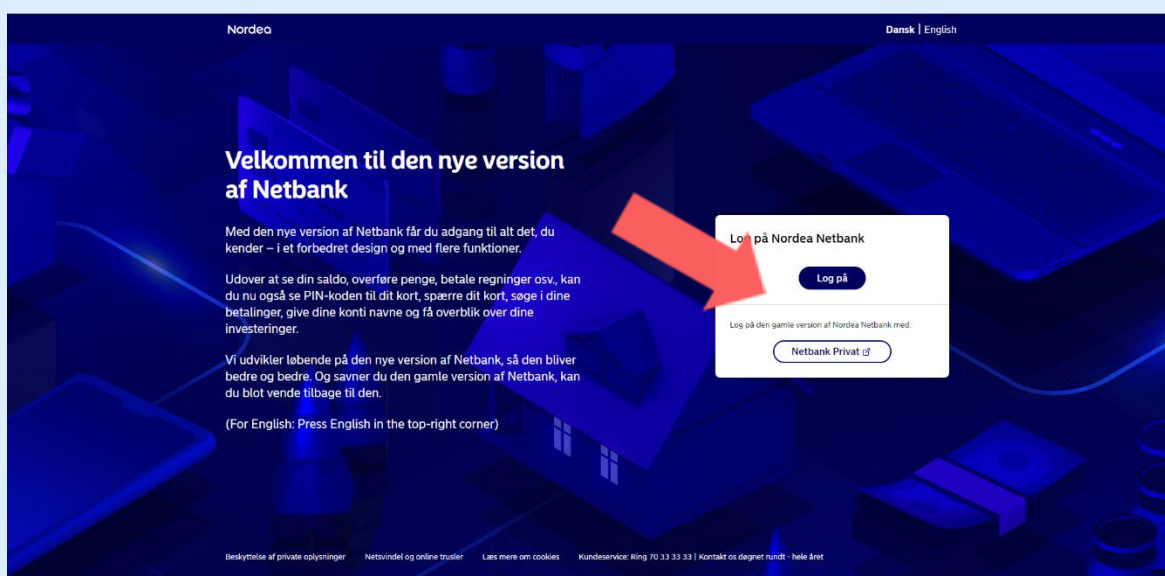 Nordea
Dansk | English
Velkommen til den nye version
af Netbank
Med den nye version af Netbank får du adgang til alt det, du
kender – i et forbedret design og med flere funktioner.
Udover at se din saldo, overføre penge, betale regninger osv., kan
du nu også se PIN-koden til dit kort, spærre dit kort, søge i dine
betalinger, give dine konti navne og få overblik over dine
investeringer.
Vi udvikler løbende på den nye version af Netbank, så den bliver
bedre og bedre. Og savner du den gamle version af Netbank, kan
du blot vende tilbage til den.
(For English: Press English in the top-right corner)
Log på Nordea Netbank
Log på
Log på den gamle version af Nordea Netbank med:
Netbank Privat
Beskyttelse af private oplysninger Netsvindel og online trusler Læs mere om cookies Kundeservice: Ring 70 33 33 33 | Kontakt os døgnet rundt - hele året